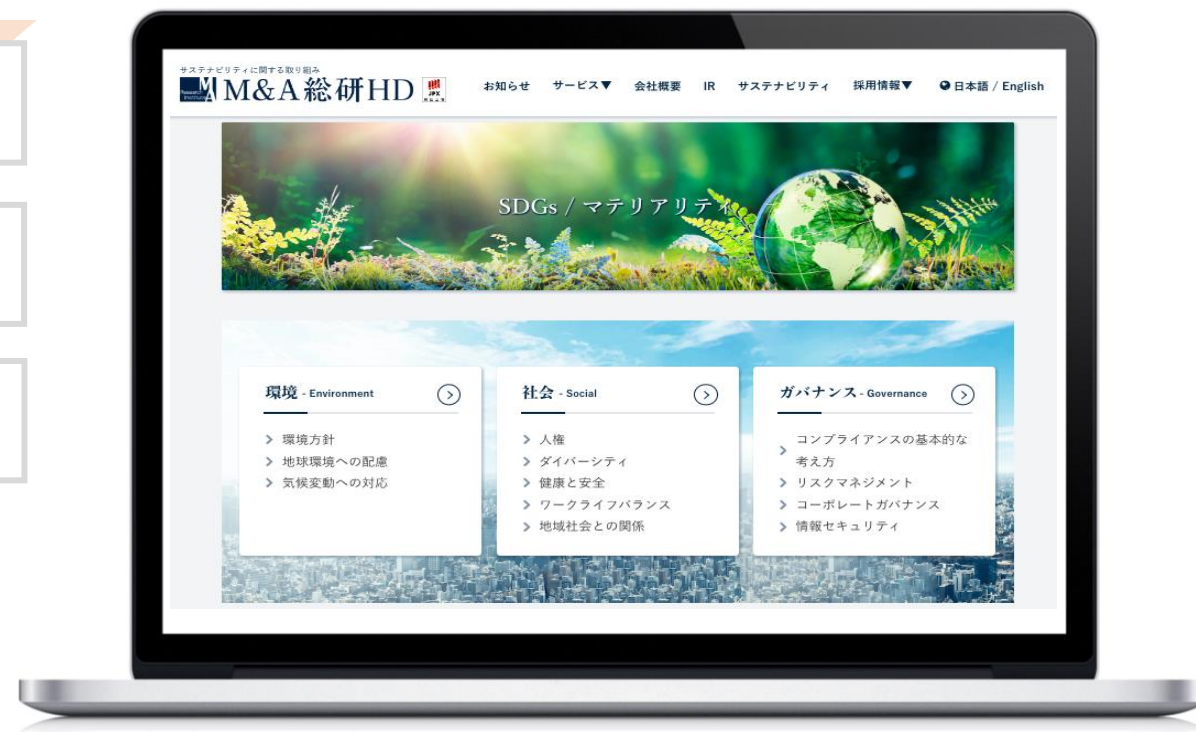 サステナビリティに関する取り組み
M&A総研HD
JPX
お知らせ サービス▼ 会社概要 IR サステナビリティ 採用情報▼ 日本語 / English
SDGs / マテリアリティ
環境 - Environment
環境方針
地球環境への配慮
気候変動への対応
社会 - Social
人権
ダイバーシティ
健康と安全
ワークライフバランス
地域社会との関係
ガバナンス - Governance
コンプライアンスの基本的な
考え方
リスクマネジメント
コーポレートガバナンス
情報セキュリティ